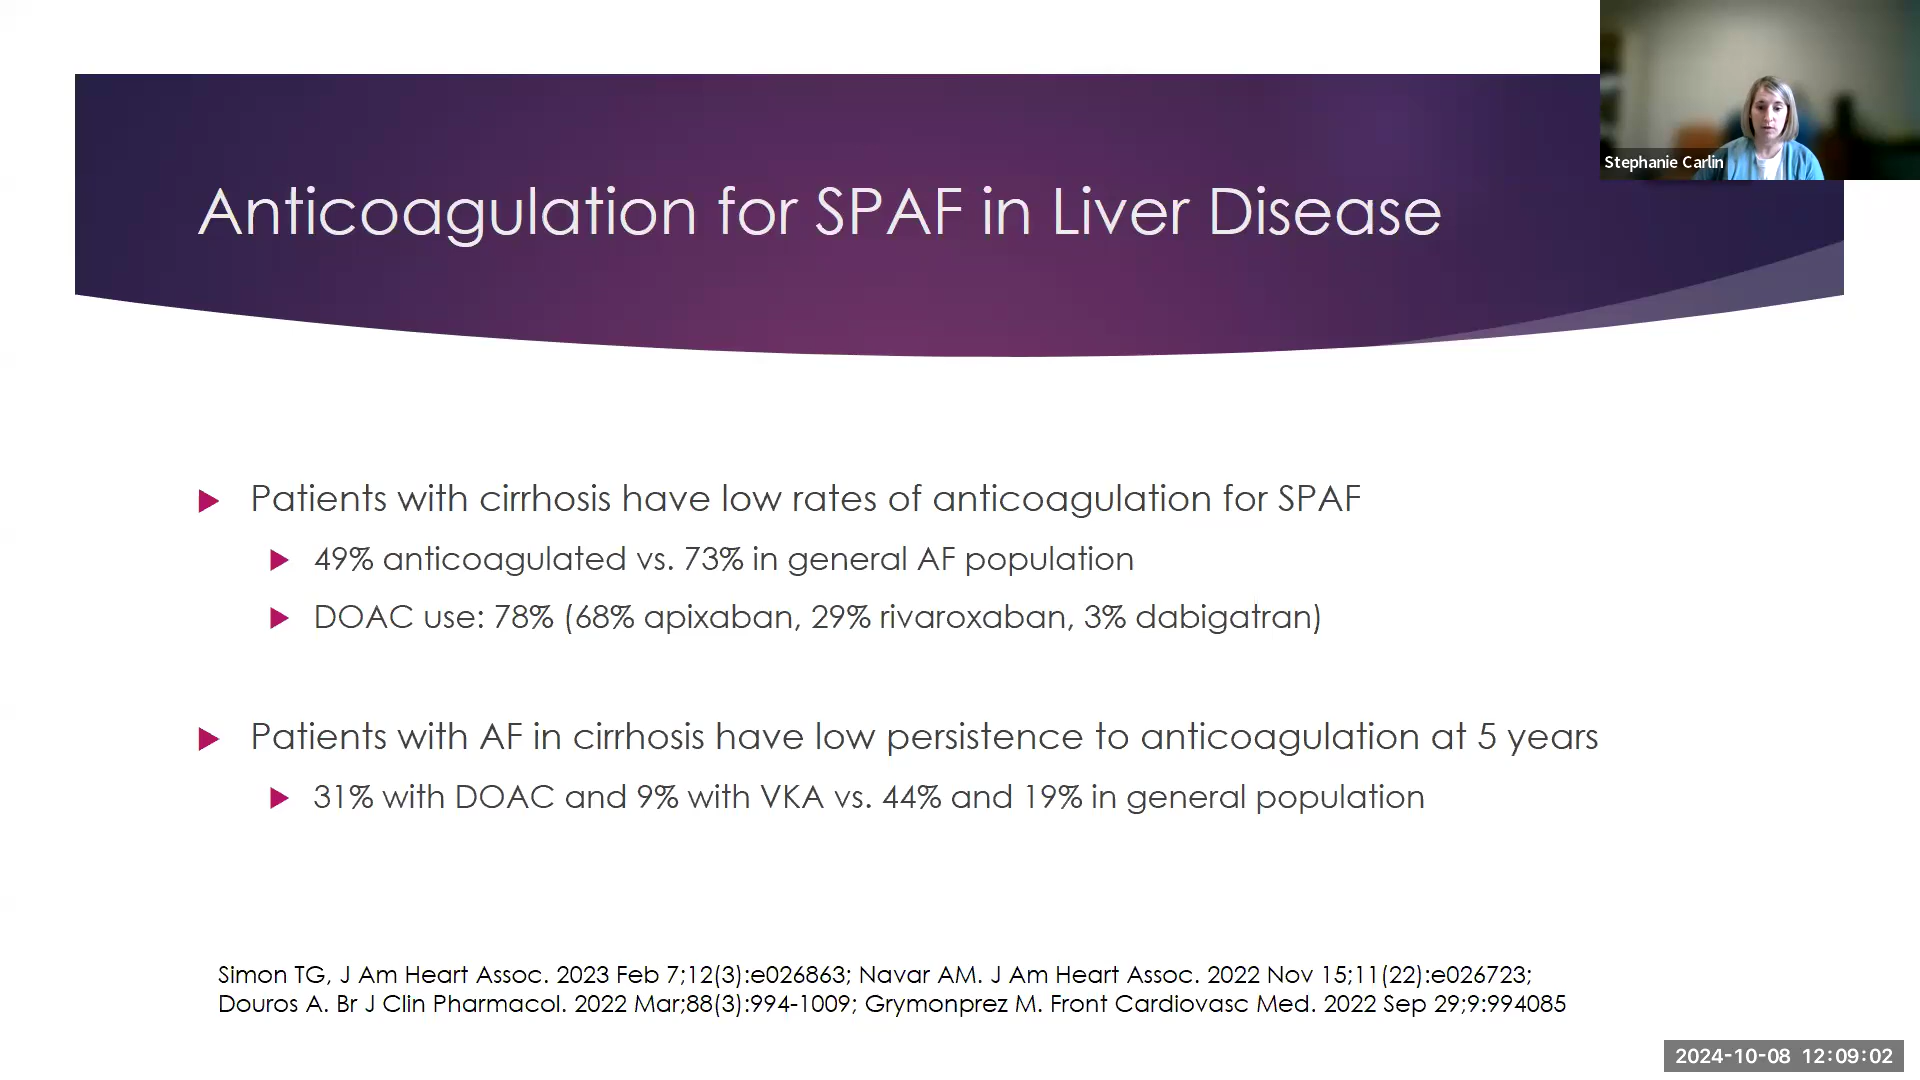 Stephanie Carlin
Anticoagulation for SPAF in Liver Disease
Patients with cirrhosis have low rates of anticoagulation for SPAF
49% anticoagulated vs. 73% in general AF population
DOAC use: 78% (68% apixaban, 29% rivaroxaban, 3% dabigatran)
Patients with AF in cirrhosis have low persistence to anticoagulation at 5 years
31% with DOAC and 9% with VKA vs. 44% and 19% in general population
Simon TG, J Am Heart Assoc. 2023 Feb 7;12(3):e026863; Navar AM. J Am Heart Assoc. 2022 Nov 15;11(22):e026723;
Douros A. Br J Clin Pharmacol. 2022 Mar;88(3):994-1009; Grymonprez M. Front Cardiovasc Med. 2022 Sep 29;9:994085
2024-10-08 12:09:02